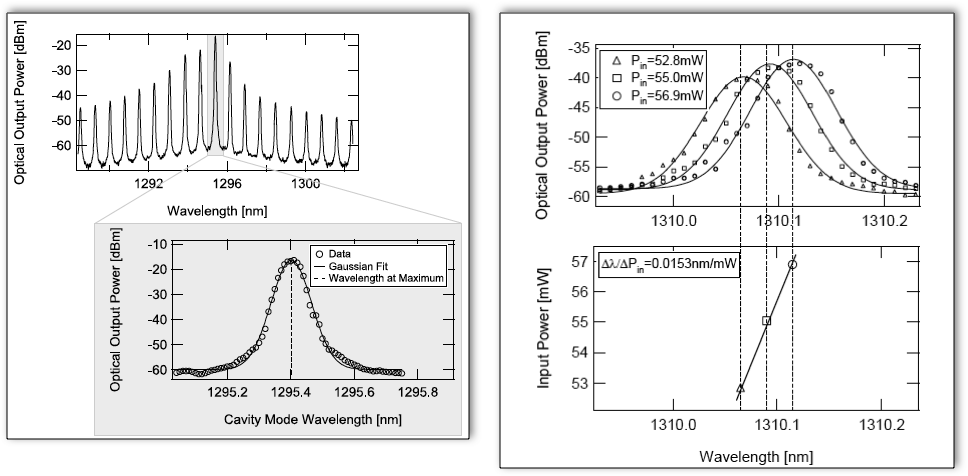 Optical Output Power [dBm]
-20
-30
-40
-50
-60
1292
1296
1300
Wavelength [nm]
Optical Output Power [dBm]
-10
-20
-30
-40
-50
-60
Data
Gaussian Fit
Wavelength at Maximum
1295.2
1295.4
1295.6
1295.8
Cavity Mode Wavelength [nm]
Optical Output Power [dBm]
-35
-40
-45
-50
-55
-60
Pin=52.8mW
Pin=55.0mW
Pin=56.9mW
1310.0
1310.1
1310.2
Input Power [mW]
57
56
55
54
53
Δλ/ΔPin=0.0153nm/mW
1310.0
1310.1
1310.2
Wavelength [nm]